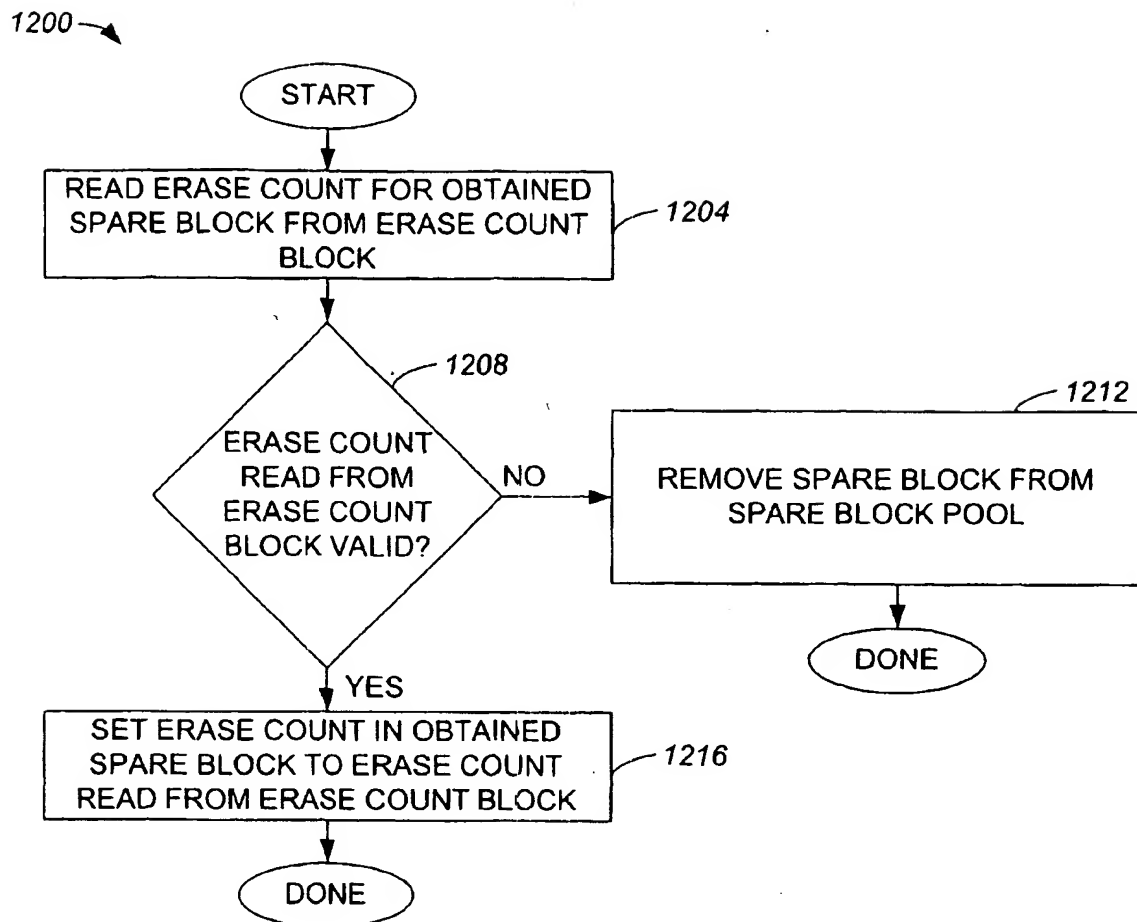 1200
START
READ ERASE COUNT FOR OBTAINED
SPARE BLOCK FROM ERASE COUNT
BLOCK
1204
1208
ERASE COUNT
READ FROM
ERASE COUNT
BLOCK VALID?
NO
1212
REMOVE SPARE BLOCK FROM
SPARE BLOCK POOL
DONE
YES
SET ERASE COUNT IN OBTAINED
SPARE BLOCK TO ERASE COUNT
READ FROM ERASE COUNT BLOCK
1216
DONE